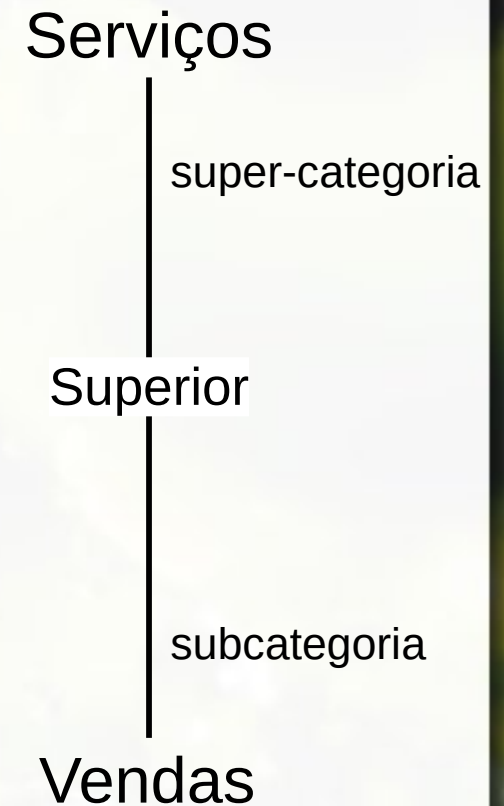 Serviços
super-categoria
Superior
subcategoria
Vendas